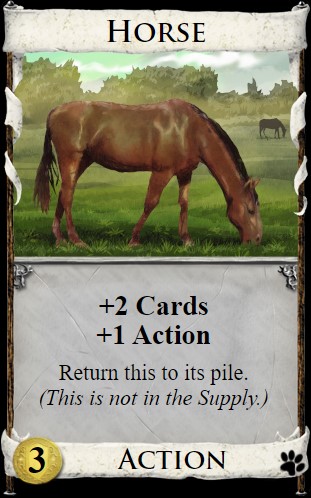 HORSE
+2 Cards
+1 Action
Return this to its pile.
(This is not in the Supply.)
3
ACTION